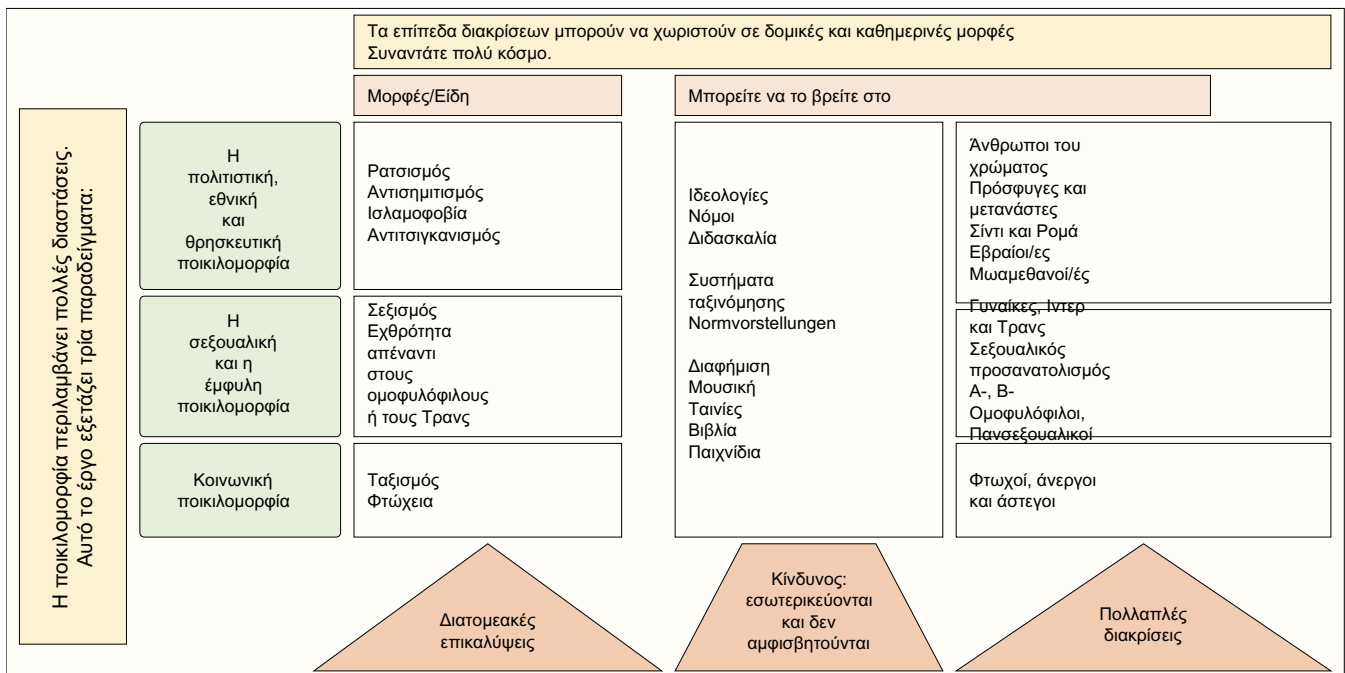 Τα επίπεδα διακρίσεων μπορούν να χωριστούν σε δομικές και καθημερινές μορφές
Συναντάτε πολύ κόσμο.
Μορφές/Είδη
Μπορείτε να το βρείτε στο
Η ποικιλομορφία περιλαμβάνει πολλές διαστάσεις.
Αυτό το έργο εξετάζει τρία παραδείγματα:
Η
πολιτιστική,
εθνική
και
θρησκευτική
ποικιλομορφία
Ρατσισμός
Αντισημιτισμός
Ισλαμοφοβία
Αντιτσιγκανισμός
Ιδεολογίες
Νόμοι
Διδασκαλία
Συστήματα
ταξινόμησης
Normvorstellungen
Διαφήμιση
Μουσική
Ταινίες
Βιβλία
Παιχνίδια
Άνθρωποι του
χρώματος
Πρόσφυγες και
μετανάστες
Σίντι και Ρομά
Εβραίοι/ες
Μωαμεθανοί/ές
Η
σεξουαλική
και η
έμφυλη
ποικιλομορφία
Σεξισμός
Εχθρότητα
απέναντι
στους
ομοφυλόφιλους
ή τους Τρανς
Γυναίκες, Ιντερ
και Τρανς
Σεξουαλικός
προσανατολισμός
Α-, Β-
Ομοφυλόφιλοι,
Πανσεξουαλικοί
Κοινωνική
ποικιλομορφία
Ταξισμός
Φτώχεια
Φτωχοί, άνεργοι
και άστεγοι
Διατομεακές
επικαλύψεις
Κίνδυνος:
εσωτερικεύονται
και δεν
αμφισβητούνται
Πολλαπλές
διακρίσεις